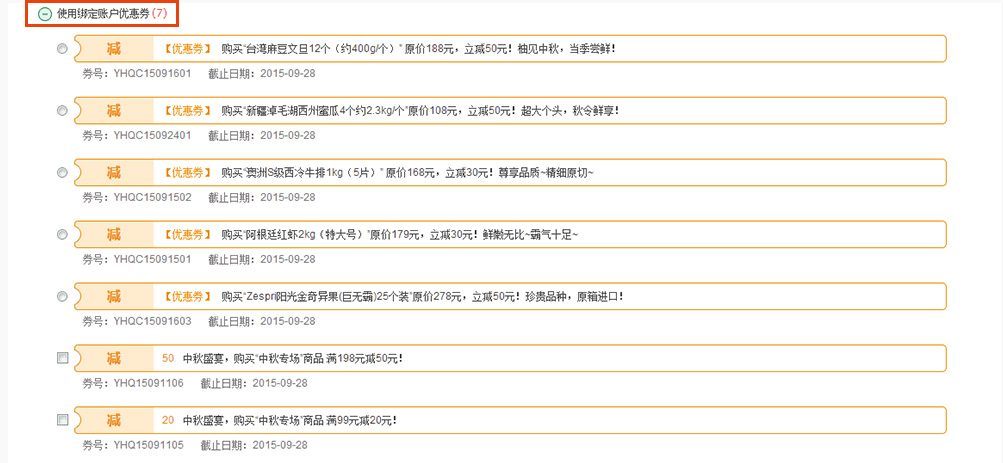 使用绑定账户优惠券(7)
减 【优惠券】 购买“台湾麻豆文旦12个（约400g/个）” 原价188元，立减50元！柚见中秋，当季尝鲜！
券号：YHQC15091601 截止日期：2015-09-28
减 【优惠券】 购买“新疆淖毛湖西州蜜瓜4个约2.3kg/个”原价108元，立减50元！超大个头，秋令鲜享！
券号：YHQC15092401 截止日期：2015-09-28
减 【优惠券】 购买“澳洲S级西冷牛排1kg（5片）” 原价168元，立减30元！尊享品质~精细原切~
券号：YHQC15091502 截止日期：2015-09-28
减 【优惠券】 购买“阿根廷红虾2kg（特大号）”原价179元，立减30元！鲜嫩无比~霸气十足~
券号：YHQC15091501 截止日期：2015-09-28
减 【优惠券】 购买“Zespri阳光金奇异果(巨无霸)25个装”原价278元，立减50元！珍贵品种，原箱进口！
券号：YHQC15091603 截止日期：2015-09-28
减 50 中秋盛宴，购买“中秋专场”商品 满198元减50元！
券号：YHQ15091106 截止日期：2015-09-28
减 20 中秋盛宴，购买“中秋专场”商品 满99元减20元！
券号：YHQ15091105 截止日期：2015-09-28